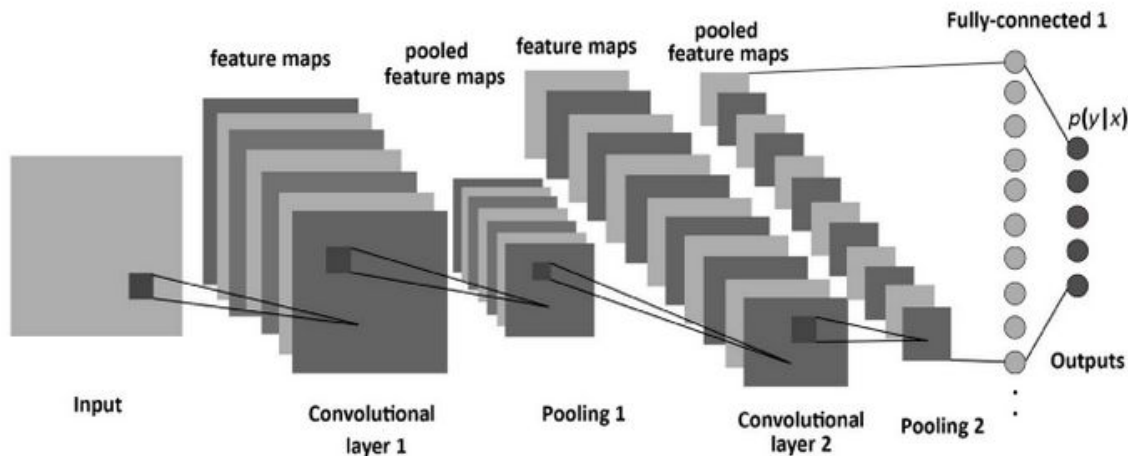 Fully-connected 1
feature maps
pooled
feature maps
feature maps
pooled
feature maps
p(y|x)
Input
Convolutional
layer 1
Pooling 1
Convolutional
layer 2
Pooling 2
Outputs